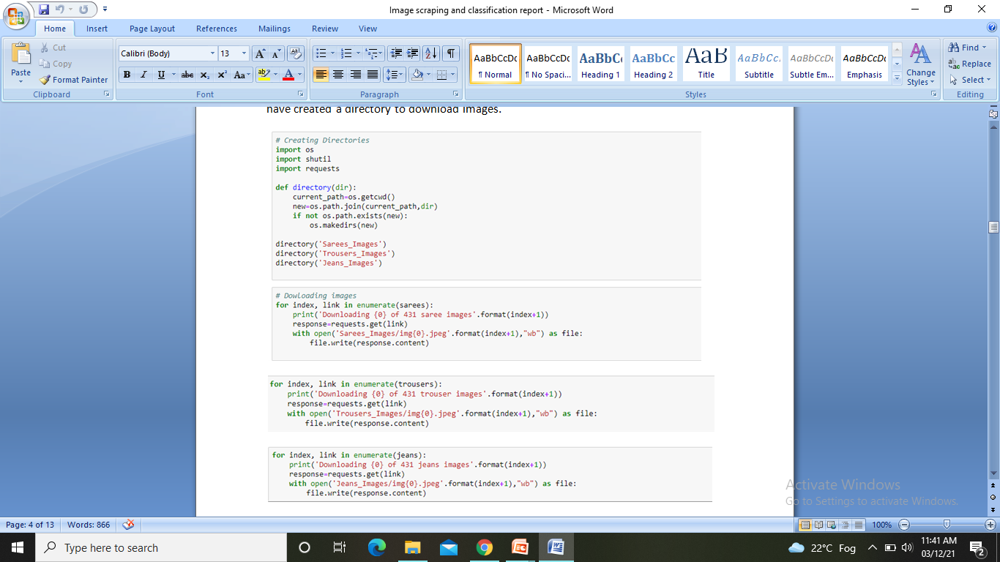 Image scraping and classification report - Microsoft Word
Home Insert Page Layout References Mailings Review View
Paste
Cut
Copy
Format Painter
Clipboard
Calibri (Body) 13
B I U abc x₂ x² Aa
ab A
Font
Paragraph
AaBbCcDc AaBbCcDc AaBbCc AaBbCc AaB AaBbCc. AaBbCcDc AaBbCcDc
¶ Normal ¶ No Spaci... Heading 1 Heading 2 Title Subtitle Subtle Em... Emphasis
Change
Styles
Styles
Find
Replace
Select
Editing
have created a directory to download images.
# Creating Directories
import os
import shutil
import requests
def directory(dir):
    current_path=os.getcwd()
    new=os.path.join(current_path,dir)
    if not os.path.exists(new):
        os.makedirs(new)
directory('Sarees_Images')
directory('Trousers_Images')
directory('Jeans_Images')
# Dowloading images
for index, link in enumerate(sarees):
    print('Downloading {0} of 431 saree images'.format(index+1))
    response=requests.get(link)
    with open('Sarees_Images/img{0}.jpeg'.format(index+1),"wb") as file:
        file.write(response.content)
for index, link in enumerate(trousers):
    print('Downloading {0} of 431 trouser images'.format(index+1))
    response=requests.get(link)
    with open('Trousers_Images/img{0}.jpeg'.format(index+1),"wb") as file:
        file.write(response.content)
for index, link in enumerate(jeans):
    print('Downloading {0} of 431 jeans images'.format(index+1))
    response=requests.get(link)
    with open('Jeans_Images/img{0}.jpeg'.format(index+1),"wb") as file:
        file.write(response.content)
Activate Windows
Go to Settings to activate Windows.
Page: 4 of 13 Words: 866
100%
Type here to search
22°C Fog
11:41 AM
03/12/21
2